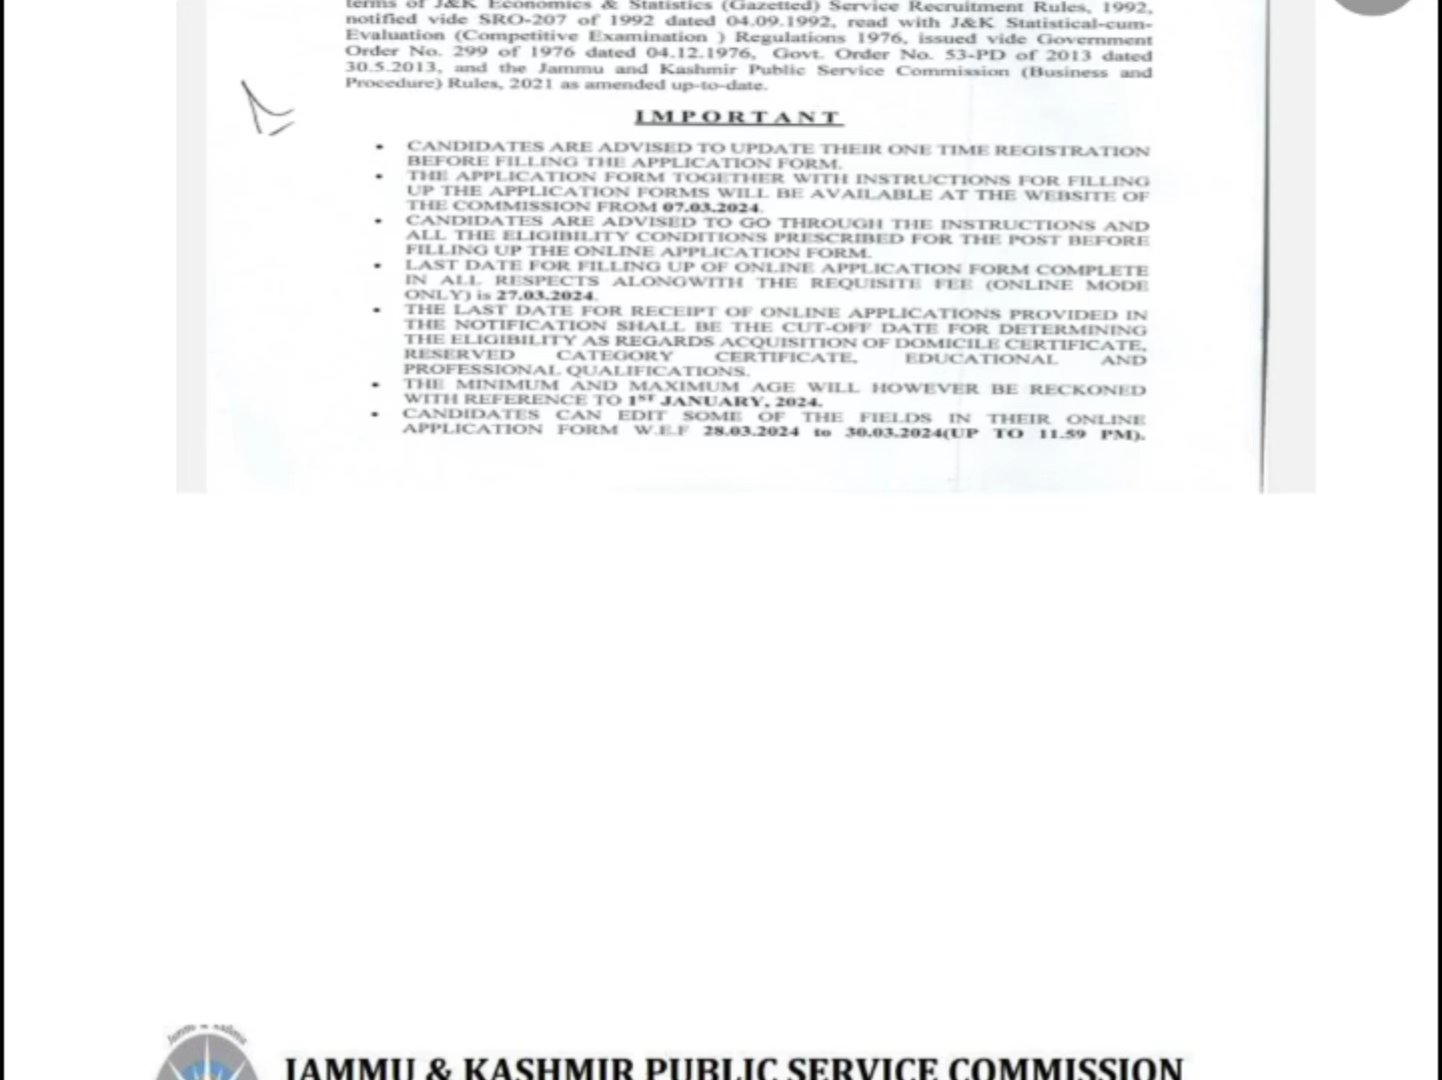 terms of J&K Economics & Statistics (Gazetted) Service Recruitment Rules, 1992,
notified vide SRO-207 of 1992 dated 04.09.1992, read with J&K Statistical-cum-
Evaluation (Competitive Examination ) Regulations 1976, issued vide Government
Order No. 299 of 1976 dated 04.12.1976, Govt. Order No. 53-PD of 2013 dated
30.5.2013, and the Jammu and Kashmir Public Service Commission (Business and
Procedure) Rules, 2021 as amended up-to-date.
IMPORTANT
• CANDIDATES ARE ADVISED TO UPDATE THEIR ONE TIME REGISTRATION
BEFORE FILLING THE APPLICATION FORM.
• THE APPLICATION FORM TOGETHER WITH INSTRUCTIONS FOR FILLING
UP THE APPLICATION FORMS WILL BE AVAILABLE AT THE WEBSITE OF
THE COMMISSION FROM 07.03.2024.
• CANDIDATES ARE ADVISED TO GO THROUGH THE INSTRUCTIONS AND
ALL THE ELIGIBILITY CONDITIONS PRESCRIBED FOR THE POST BEFORE
FILLING UP THE ONLINE APPLICATION FORM.
• LAST DATE FOR FILLING UP OF ONLINE APPLICATION FORM COMPLETE
IN ALL RESPECTS ALONGWITH THE REQUISITE FEE (ONLINE MODE
ONLY) is 27.03.2024.
• THE LAST DATE FOR RECEIPT OF ONLINE APPLICATIONS PROVIDED IN
THE NOTIFICATION SHALL BE THE CUT-OFF DATE FOR DETERMINING
THE ELIGIBILITY AS REGARDS ACQUISITION OF DOMICILE CERTIFICATE,
RESERVED CATEGORY CERTIFICATE, EDUCATIONAL AND
PROFESSIONAL QUALIFICATIONS.
• THE MINIMUM AND MAXIMUM AGE WILL HOWEVER BE RECKONED
WITH REFERENCE TO 1ST JANUARY, 2024.
• CANDIDATES CAN EDIT SOME OF THE FIELDS IN THEIR ONLINE
APPLICATION FORM W.E.F 28.03.2024 to 30.03.2024(UP TO 11.59 PM).
Jammu & Kashmir
JAMMU & KASHMIR PUBLIC SERVICE COMMISSION